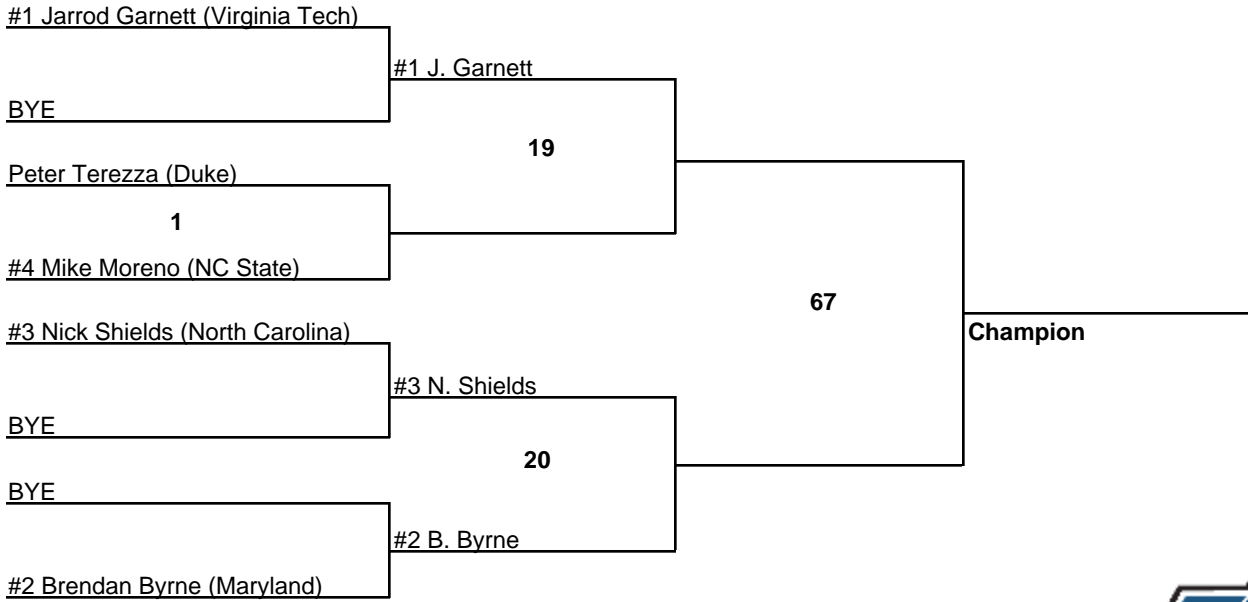 #1 Jarrod Garnett (Virginia Tech)
#1 J. Garnett
BYE
19
Peter Terezza (Duke)
1
#4 Mike Moreno (NC State)
67
#3 Nick Shields (North Carolina)
Champion
#3 N. Shields
BYE
20
BYE
#2 B. Byrne
#2 Brendan Byrne (Maryland)